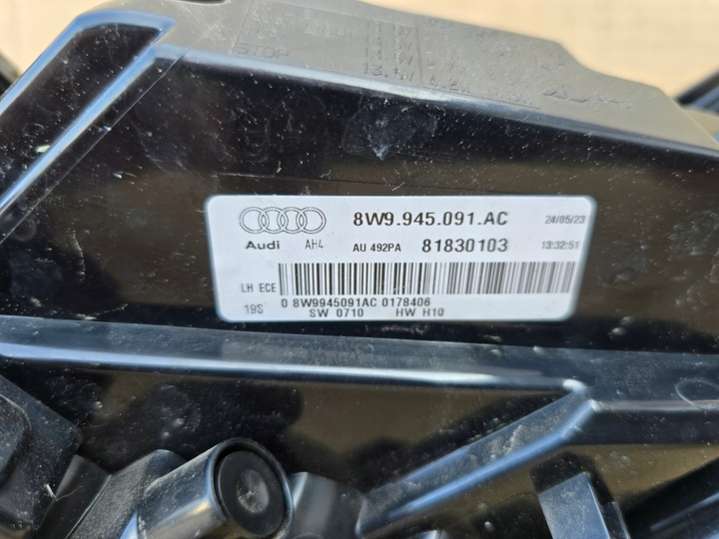 STOP
8W9.945.091.AC 24/05/23
Audi AH4 AU 492PA 81830103 13:32:51
LH ECE
19S 0 8W9945091AC 0178406
SW 0710 HW H10